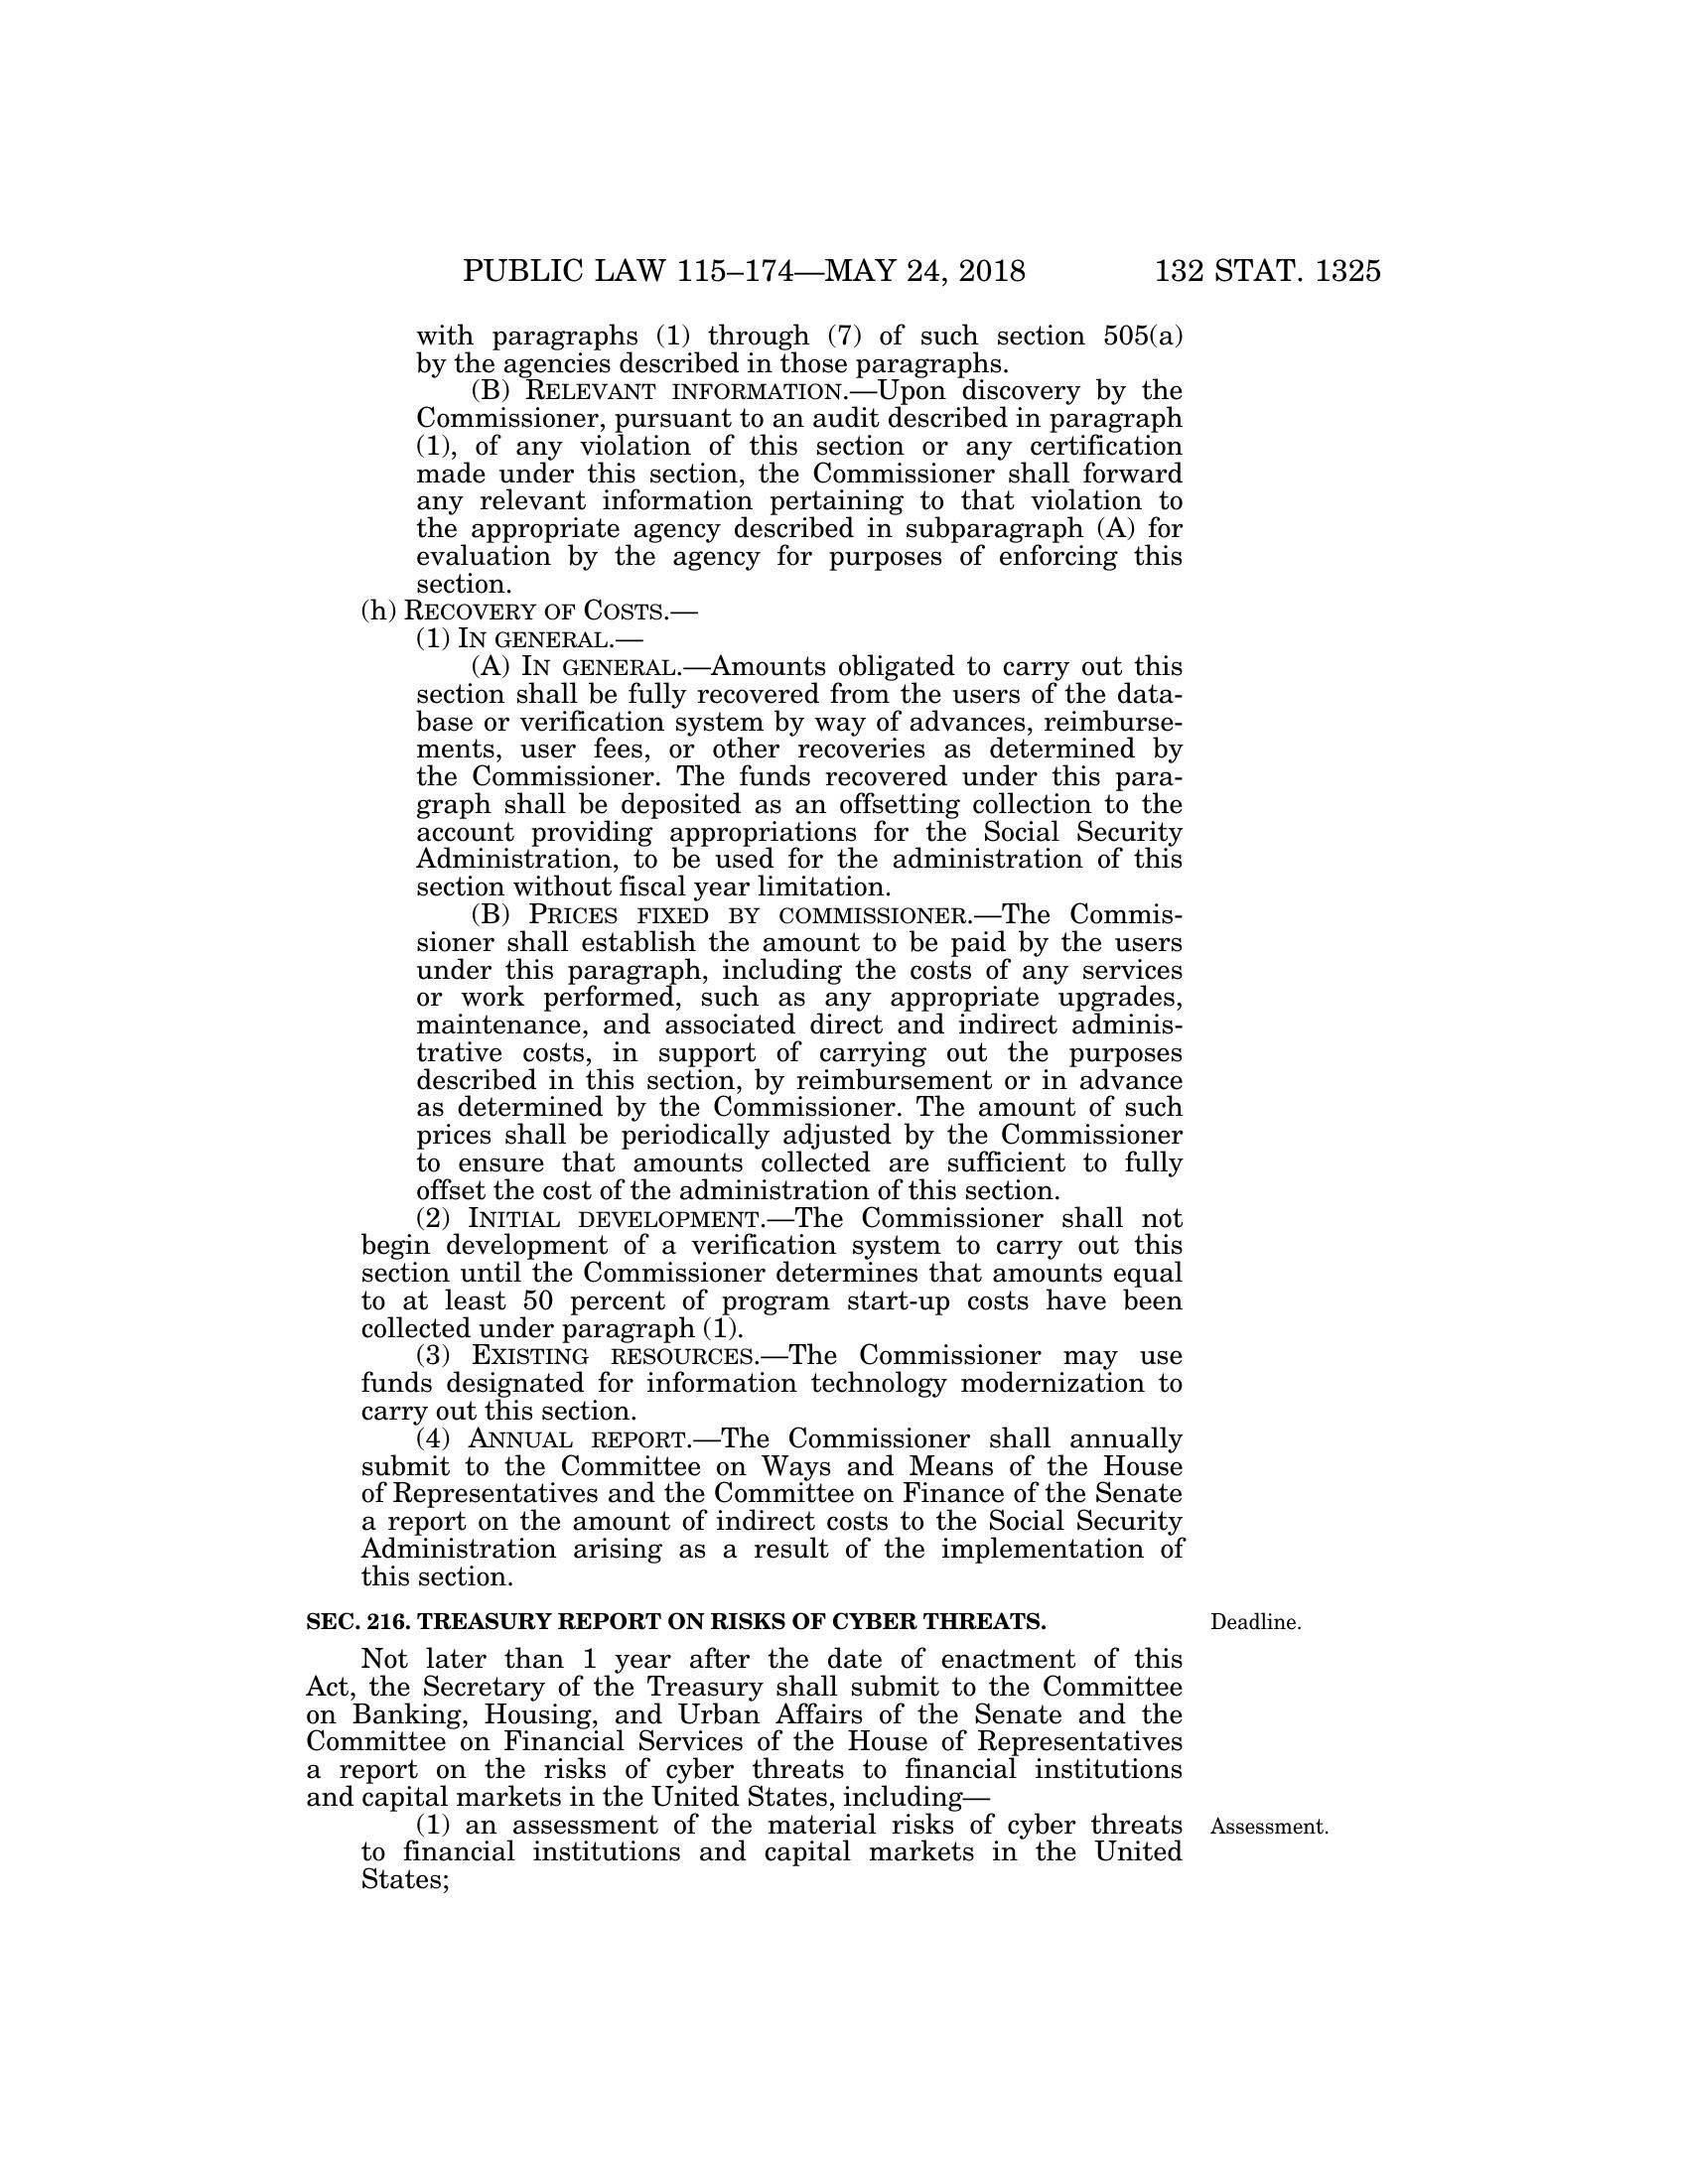 PUBLIC LAW 115–174—MAY 24, 2018 132 STAT. 1325
with paragraphs (1) through (7) of such section 505(a)
by the agencies described in those paragraphs.
(B) RELEVANT INFORMATION.—Upon discovery by the
Commissioner, pursuant to an audit described in paragraph
(1), of any violation of this section or any certification
made under this section, the Commissioner shall forward
any relevant information pertaining to that violation to
the appropriate agency described in subparagraph (A) for
evaluation by the agency for purposes of enforcing this
section.
(h) RECOVERY OF COSTS.—
(1) IN GENERAL.—
(A) IN GENERAL.—Amounts obligated to carry out this
section shall be fully recovered from the users of the data-
base or verification system by way of advances, reimburse-
ments, user fees, or other recoveries as determined by
the Commissioner. The funds recovered under this para-
graph shall be deposited as an offsetting collection to the
account providing appropriations for the Social Security
Administration, to be used for the administration of this
section without fiscal year limitation.
(B) PRICES FIXED BY COMMISSIONER.—The Commis-
sioner shall establish the amount to be paid by the users
under this paragraph, including the costs of any services
or work performed, such as any appropriate upgrades,
maintenance, and associated direct and indirect adminis-
trative costs, in support of carrying out the purposes
described in this section, by reimbursement or in advance
as determined by the Commissioner. The amount of such
prices shall be periodically adjusted by the Commissioner
to ensure that amounts collected are sufficient to fully
offset the cost of the administration of this section.
(2) INITIAL DEVELOPMENT.—The Commissioner shall not
begin development of a verification system to carry out this
section until the Commissioner determines that amounts equal
to at least 50 percent of program start-up costs have been
collected under paragraph (1).
(3) EXISTING RESOURCES.—The Commissioner may use
funds designated for information technology modernization to
carry out this section.
(4) ANNUAL REPORT.—The Commissioner shall annually
submit to the Committee on Ways and Means of the House
of Representatives and the Committee on Finance of the Senate
a report on the amount of indirect costs to the Social Security
Administration arising as a result of the implementation of
this section.
SEC. 216. TREASURY REPORT ON RISKS OF CYBER THREATS. Deadline.
Not later than 1 year after the date of enactment of this
Act, the Secretary of the Treasury shall submit to the Committee
on Banking, Housing, and Urban Affairs of the Senate and the
Committee on Financial Services of the House of Representatives
a report on the risks of cyber threats to financial institutions
and capital markets in the United States, including—
(1) an assessment of the material risks of cyber threats Assessment.
to financial institutions and capital markets in the United
States;